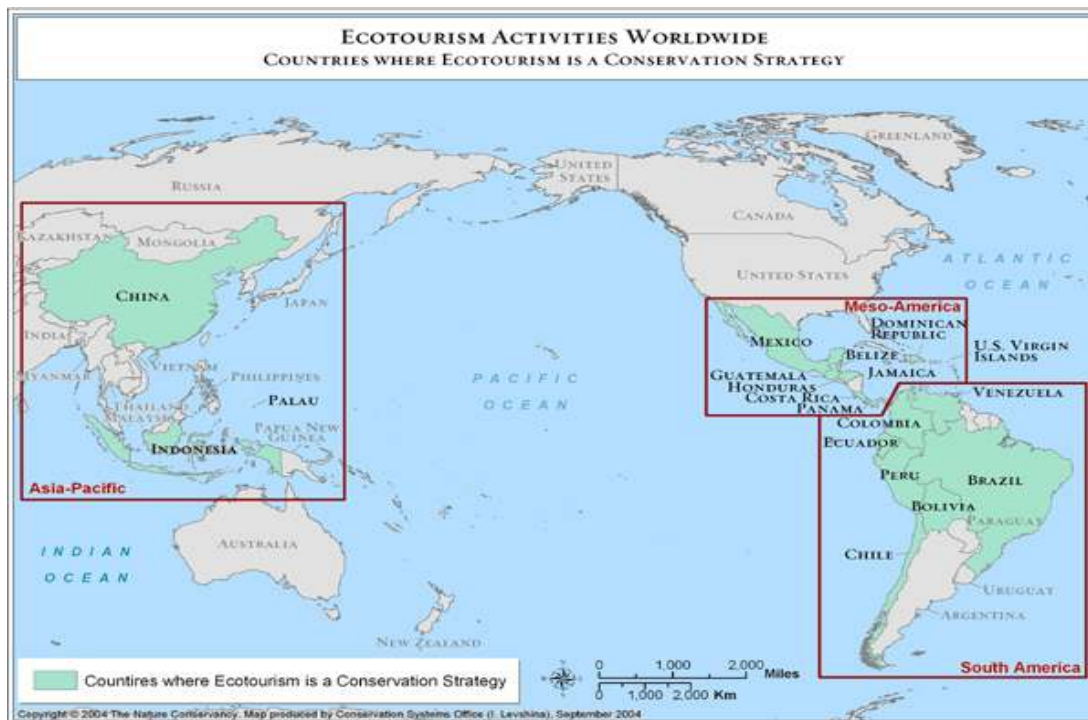 ECOTOURISM ACTIVITIES WORLDWIDE
COUNTRIES WHERE ECOTOURISM IS A CONSERVATION STRATEGY
GREENLAND
UNITED
STATES
RUSSIA
CANADA
KAZAKHSTAN
MONGOLIA
ATLANTIC
OCEAN
UNITED STATES
CHINA
JAPAN
Meso-America
DOMINICAN
REPUBLIC
INDIA
MEXICO
U.S. VIRGIN
ISLANDS
BELIZE
JAMAICA
MYANMAR
VIETNAM
PHILIPPINES
PACIFIC
OCEAN
GUATEMALA
HONDURAS
COSTA RICA
PANAMA
VENEZUELA
THAILAND
MALAYSIA
PALAU
PAPUA NEW
GUINEA
INDONESIA
COLOMBIA
ECUADOR
PERU
BRAZIL
BOLIVIA
PARAGUAY
Asia-Pacific
INDIAN
OCEAN
AUSTRALIA
CHILE
URUGUAY
ARGENTINA
NEW ZEALAND
South America
Countires where Ecotourism is a Conservation Strategy
0 1,000 2,000
Miles
0 1,000 2,000 Km
Copyright © 2004 The Nature Conservancy. Map produced by Conservation Systems Office (I. Levshina), September 2004